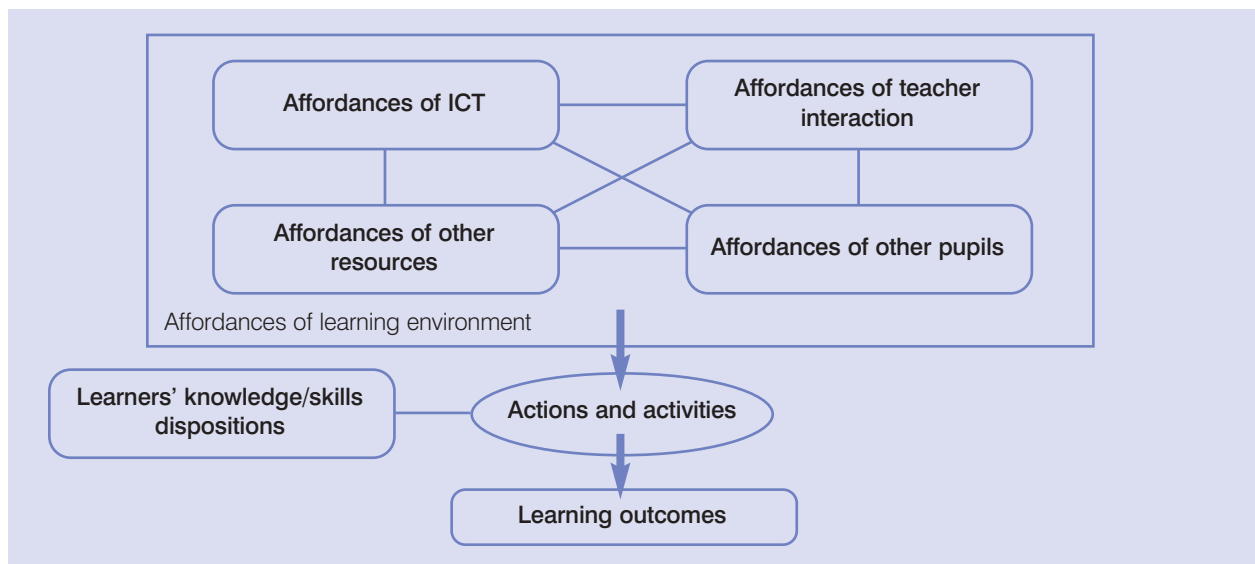 Affordances of ICT
Affordances of teacher
interaction
Affordances of other
resources
Affordances of other pupils
Affordances of learning environment
Learners’ knowledge/skills
dispositions
Actions and activities
Learning outcomes